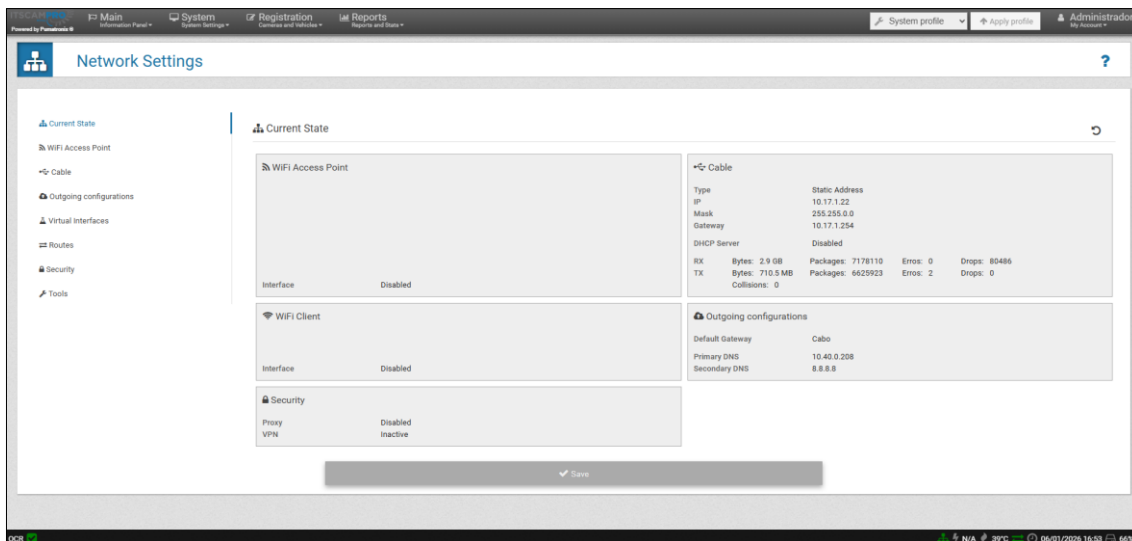 ITSCAMPRO
Powered by Pumatronix ®
Main
Information Panel
System
System Settings
Registration
Cameras and Vehicles
Reports
Reports and State
System profile
Apply profile
Administrador
My Account
Network Settings
?
Current State
WiFi Access Point
Cable
Outgoing configurations
Virtual Interfaces
Routes
Security
Tools
Current State
WiFi Access Point
Interface Disabled
Cable
Type Static Address
IP 10.17.1.22
Mask 255.255.0.0
Gateway 10.17.1.254
DHCP Server Disabled
RX Bytes: 2.9 GB Packages: 7178110 Erros: 0 Drops: 80486
TX Bytes: 710.5 MB Packages: 6625923 Erros: 2 Drops: 0
Collisions: 0
WiFi Client
Interface Disabled
Outgoing configurations
Default Gateway Cabo
Primary DNS 10.40.0.208
Secondary DNS 8.8.8.8
Security
Proxy Disabled
VPN Inactive
Save
OCR
N/A 39°C 06/01/2026 16:53 66%